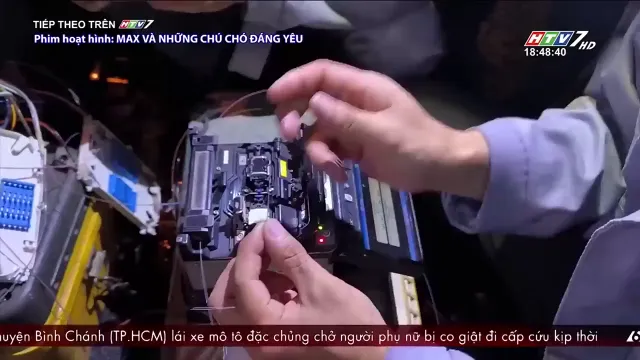 TIẾP THEO TRÊN HTV7
Phim hoạt hình: MAX VÀ NHỮNG CHÚ CHÓ ĐÁNG YÊU
HTV7 HD
18:48:40
huyện Bình Chánh (TP.HCM) lái xe mô tô đặc chủng chở người phụ nữ bị co giật đi cấp cứu kịp thời